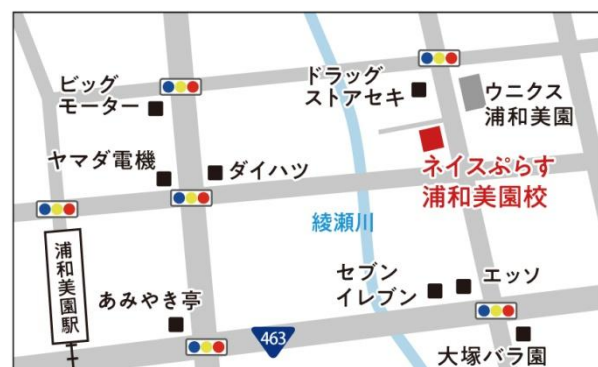 ビッグ
モーター
ドラッグ
ストアセキ
ウニクス
浦和美園
ヤマダ電機
ダイハツ
ネイスぷらす
浦和美園校
綾瀬川
浦和美園駅
セブン
イレブン
エッソ
あみやき亭
463
大塚バラ園